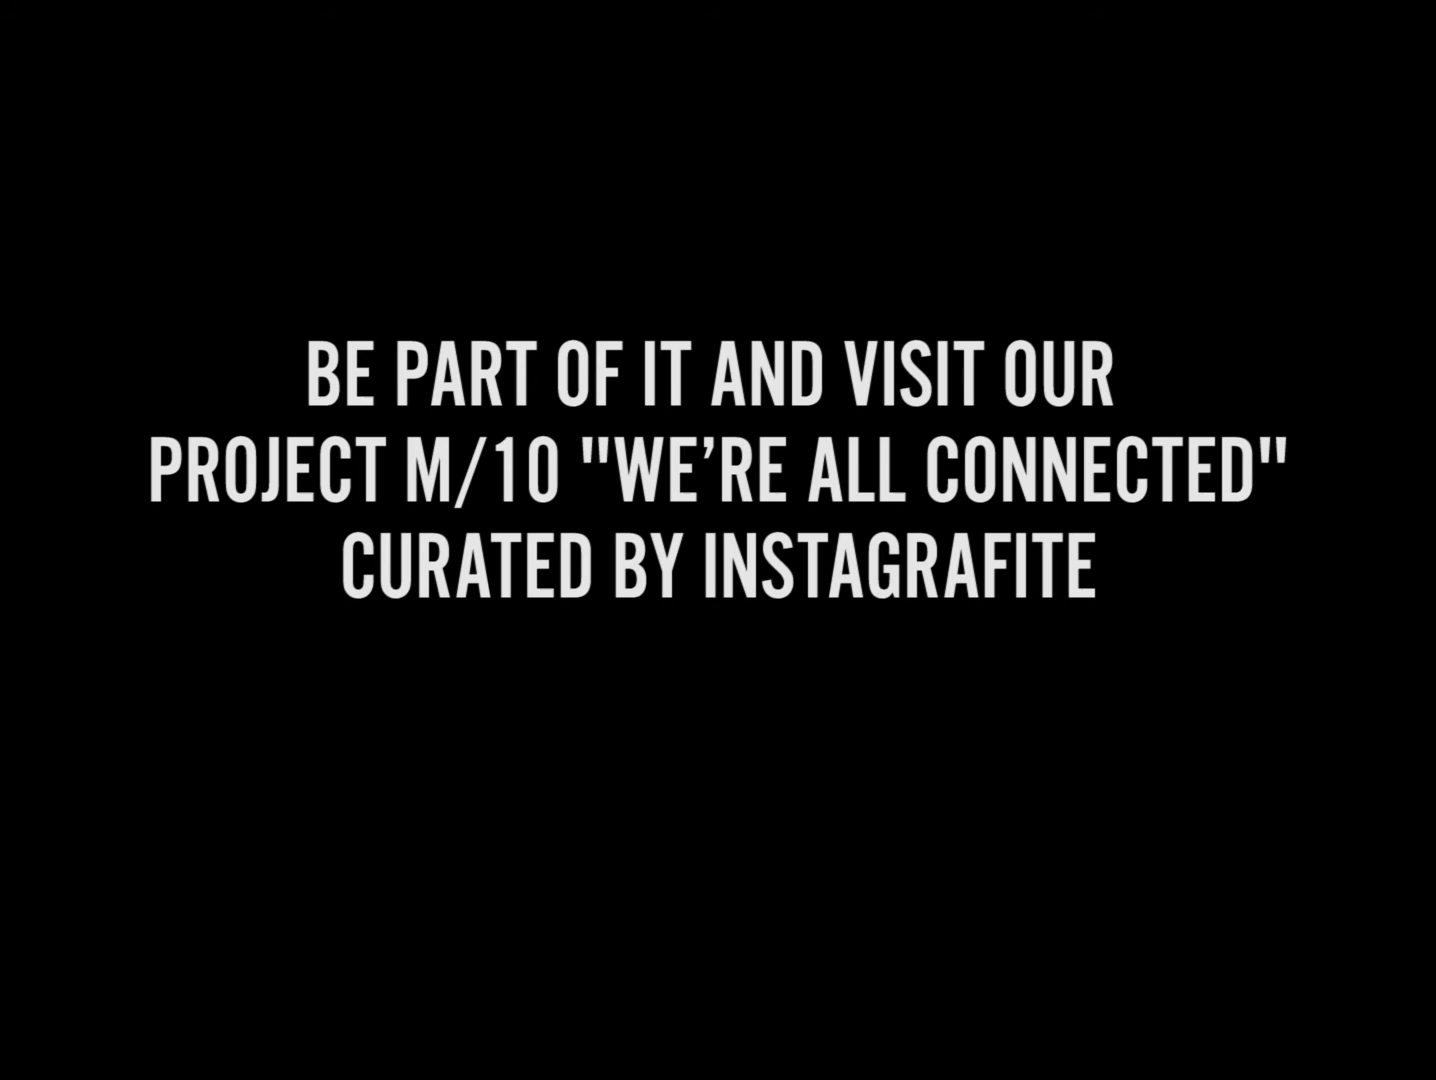 BE PART OF IT AND VISIT OUR
PROJECT M/10 "WE’RE ALL CONNECTED"
CURATED BY INSTAGRAFITE